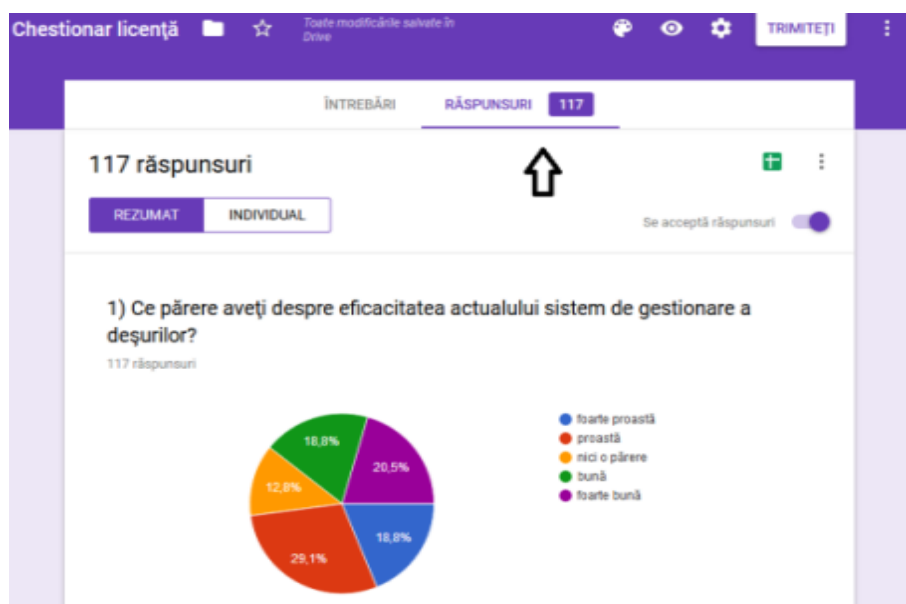 Chestionar licență
Toate modificările salvate în
Drive
TRIMITEȚI
ÎNTREBĂRI
RĂSPUNSURI 117
117 răspunsuri
REZUMAT INDIVIDUAL
Se acceptă răspunsuri
1) Ce părere aveţi despre eficacitatea actualului sistem de gestionare a
deşurilor?
117 răspunsuri
18,8%
20,5%
12,8%
18,8%
29,1%
foarte proastă
proastă
nici o părere
bună
foarte bună